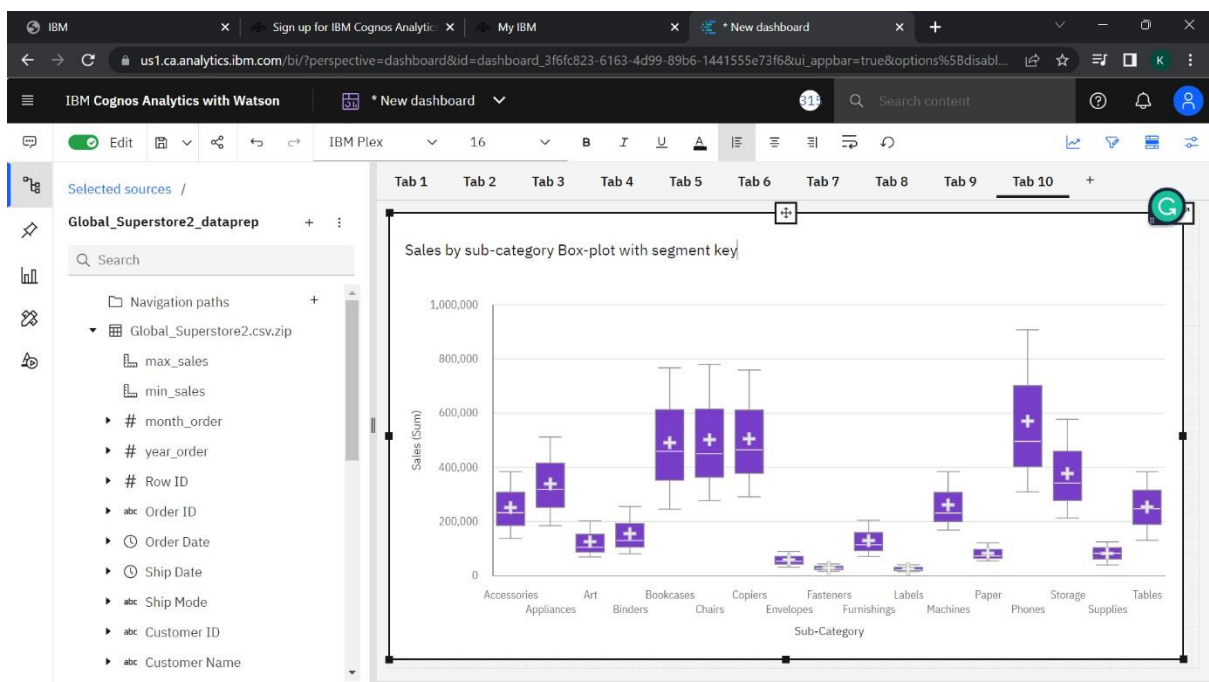 IBM
Sign up for IBM Cognos Analytic
My IBM
* New dashboard
us1.ca.analytics.ibm.com/bi/?perspective=dashboard&id=dashboard_3f6fc823-6163-4d99-89b6-1441555e73f6&ui_appbar=true&options%5Bdisabl...
K
IBM Cognos Analytics with Watson
* New dashboard
Search content
Edit
IBM Plex
16
B I U A
Selected sources /
Tab 1 Tab 2 Tab 3 Tab 4 Tab 5 Tab 6 Tab 7 Tab 8 Tab 9 Tab 10 +
Global_Superstore2_dataprep
Search
Navigation paths
Global_Superstore2.csv.zip
max_sales
min_sales
# month_order
# year_order
# Row ID
abc Order ID
Order Date
Ship Date
abc Ship Mode
abc Customer ID
abc Customer Name
Sales by sub-category Box-plot with segment key
Sales (Sum)
1,000,000
800,000
600,000
400,000
200,000
0
Accessories Art Bookcases Copiers Fasteners Labels Paper Storage Tables
Appliances Binders Chairs Envelopes Furnishings Machines Phones Supplies
Sub-Category